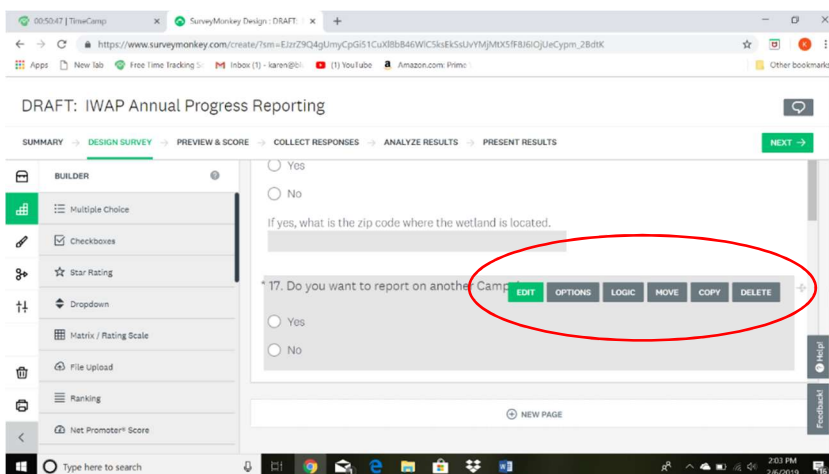 00:50:47 | TimeCamp
SurveyMonkey Design : DRAFT:
https://www.surveymonkey.com/create/?sm=EJzrZ9Q4gUmyCpGi51CuXl8bB46WlC5ksEkSsUvYMjMtX5fF8J6IOjUeCypm_2BdtK
Apps
New Tab
Free Time Tracking
Inbox (1) - karen@
(1) YouTube
Amazon.com: Prime
Other bookmarks
DRAFT: IWAP Annual Progress Reporting
SUMMARY → DESIGN SURVEY → PREVIEW & SCORE → COLLECT RESPONSES → ANALYZE RESULTS → PRESENT RESULTS
NEXT →
BUILDER
Multiple Choice
Checkboxes
Star Rating
Dropdown
Matrix / Rating Scale
File Upload
Ranking
Net Promoter® Score
Yes
No
If yes, what is the zip code where the wetland is located.
* 17. Do you want to report on another Camp
EDIT OPTIONS LOGIC MOVE COPY DELETE
Yes
No
NEW PAGE
Help!
Feedback!
Type here to search
2:03 PM
2/6/2019